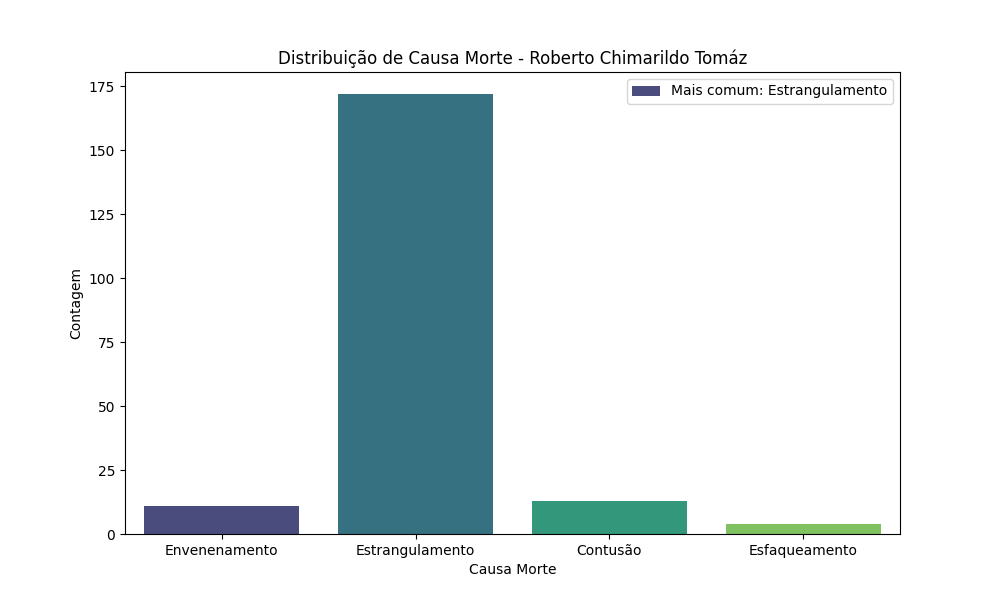 Distribuição de Causa Morte - Roberto Chimarildo Tomáz
Mais comum: Estrangulamento
175
150
125
100
75
50
25
0
Contagem
Envenenamento Estrangulamento Contusão Esfaqueamento
Causa Morte